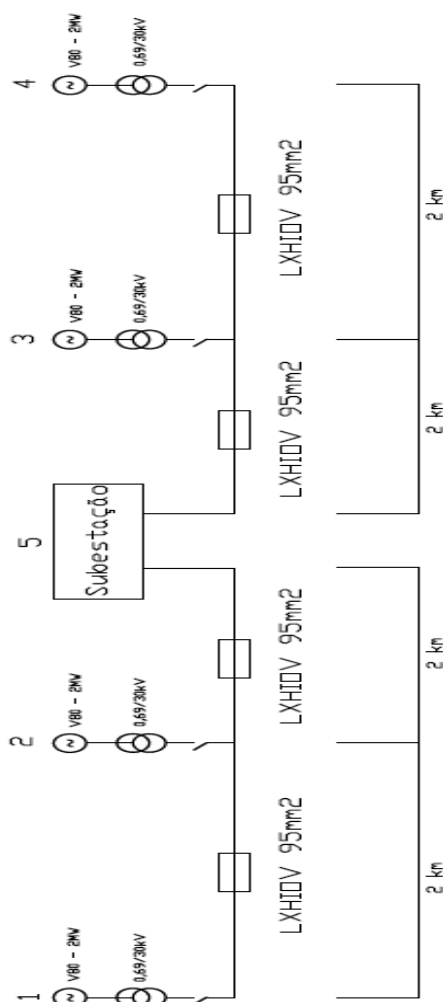 1
V80 - 2MW
0,69/30kV
2
V80 - 2MW
0,69/30kV
5
Subestação
3
V80 - 2MW
0,69/30kV
4
V80 - 2MW
0,69/30kV
LXHIOV 95mm2
LXHIOV 95mm2
LXHIOV 95mm2
LXHIOV 95mm2
2 km
2 km
2 km
2 km